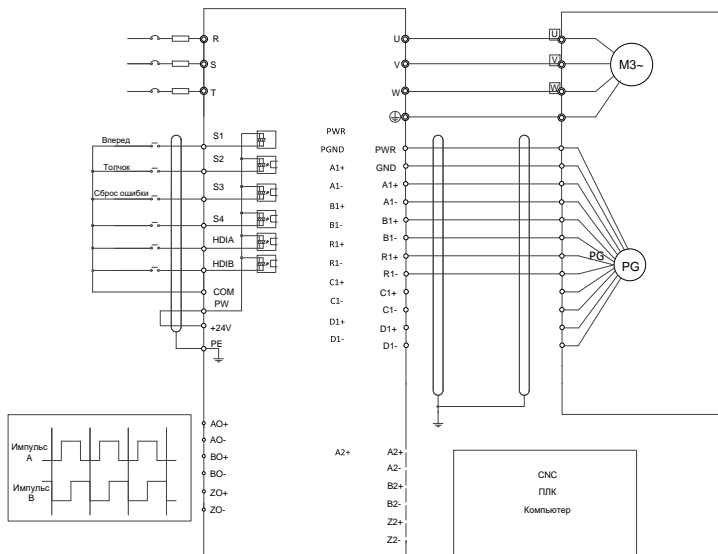 R
S
T
U
V
W
U
V
W
M3~
Вперед
Толчок
Сброс ошибки
S1
S2
S3
S4
HDIA
HDIB
COM
PW
+24V
PE
PWR
PGND
A1+
A1-
B1+
B1-
R1+
R1-
C1+
C1-
D1+
D1-
PWR
GND
A1+
A1-
B1+
B1-
R1+
R1-
C1+
C1-
D1+
D1-
PG
PG
Импульс
A
Импульс
B
AO+
AO-
BO+
BO-
ZO+
ZO-
A2+
A2+
A2-
B2+
B2-
Z2+
Z2-
CNC
ПЛК
Компьютер